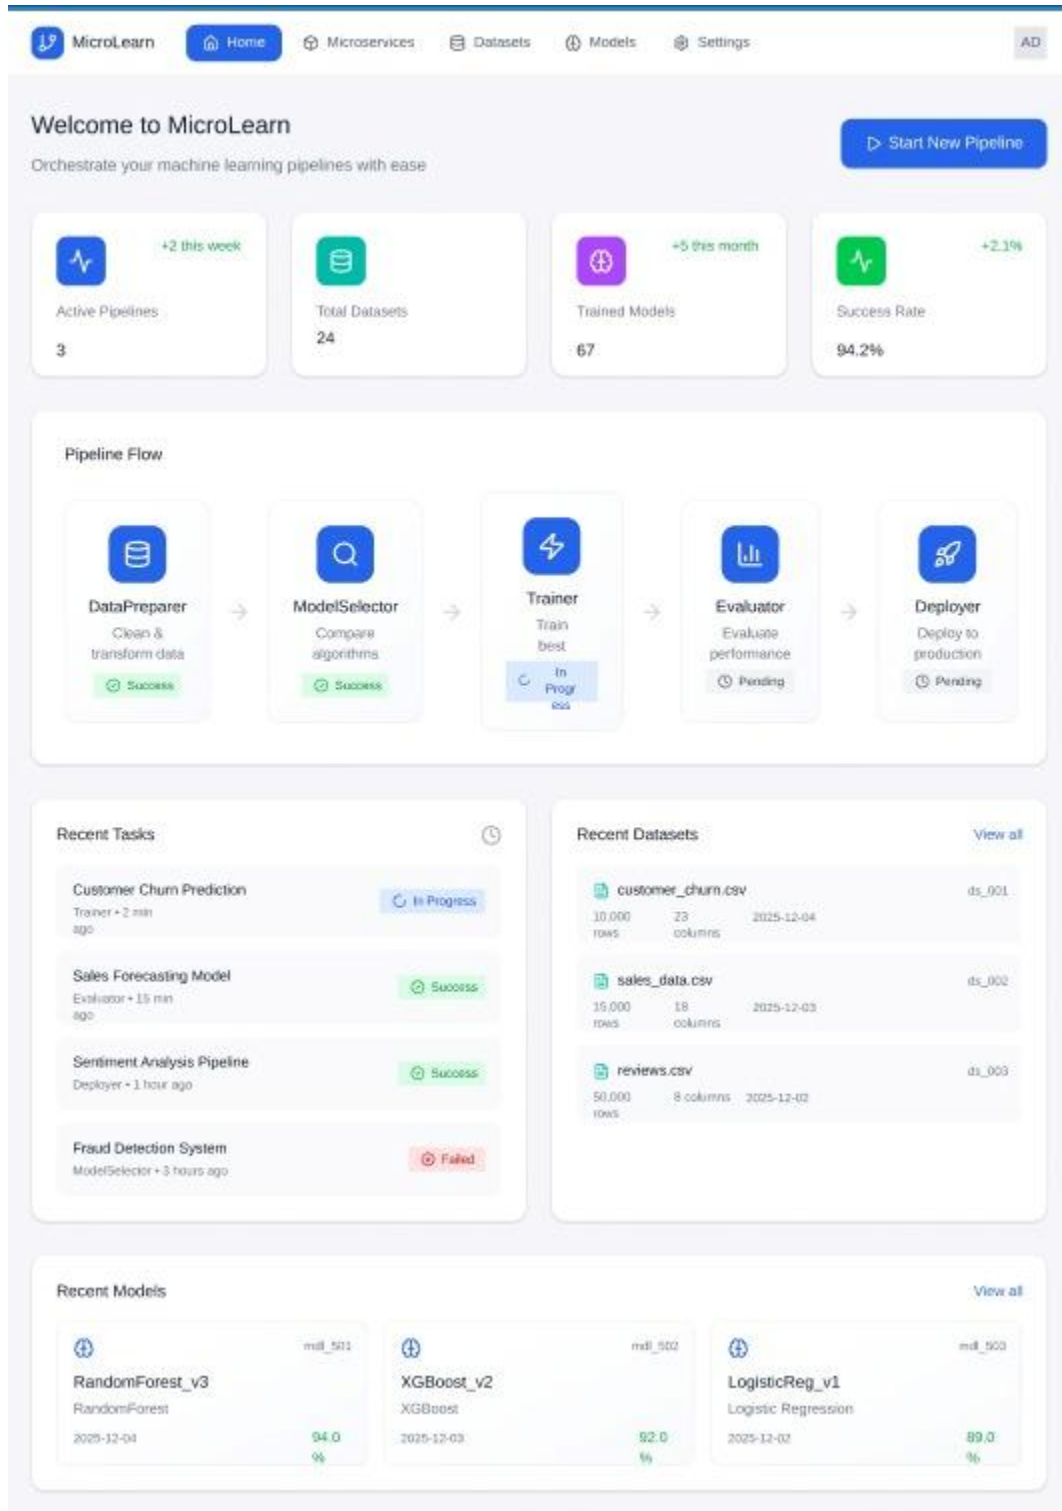 MicroLearn
Home
Microservices
Datasets
Models
Settings
AD
Welcome to MicroLearn
Orchestrate your machine learning pipelines with ease
Start New Pipeline
+2 this week
Active Pipelines
3
Total Datasets
24
+5 this month
Trained Models
67
+2.1%
Success Rate
94.2%
Pipeline Flow
DataPreparer
Clean &
transform data
Success
ModelSelector
Compare
algorithms
Success
Trainer
Train
best
In
Progr
ess
Evaluator
Evaluate
performance
Pending
Deployer
Deploy to
production
Pending
Recent Tasks
Customer Churn Prediction
Trainer • 2 min
ago
In Progress
Sales Forecasting Model
Evaluator • 15 min
ago
Success
Sentiment Analysis Pipeline
Deployer • 1 hour ago
Success
Fraud Detection System
ModelSelector • 3 hours ago
Failed
Recent Datasets
View all
customer_churn.csv
ds_001
10,000
rows
23
columns
2025-12-04
sales_data.csv
ds_002
15,000
rows
18
columns
2025-12-03
reviews.csv
ds_003
50,000
rows
8 columns
2025-12-02
Recent Models
View all
mdl_501
RandomForest_v3
RandomForest
2025-12-04
94.0
%
mdl_502
XGBoost_v2
XGBoost
2025-12-03
92.0
%
mdl_503
LogisticReg_v1
Logistic Regression
2025-12-02
89.0
%